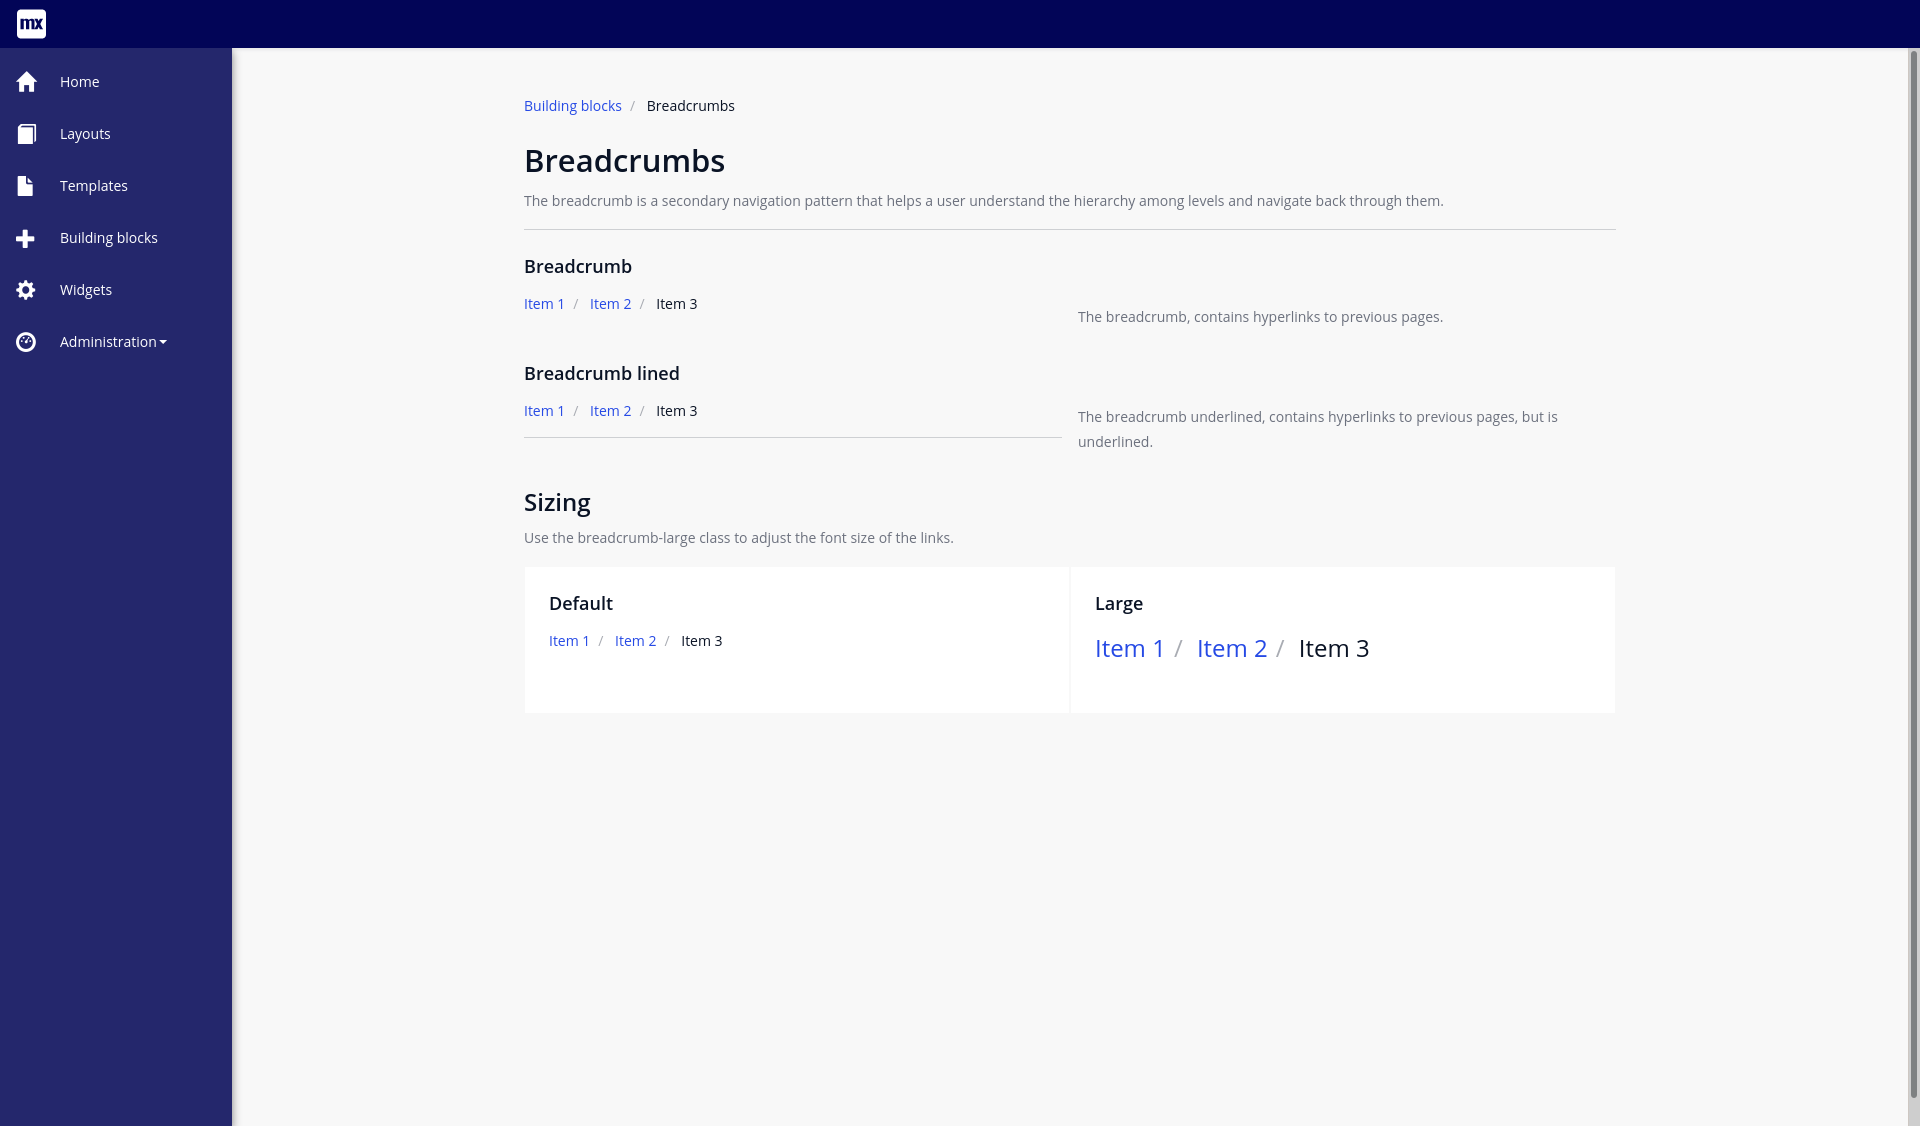 mx
Home
Layouts
Templates
Building blocks
Widgets
Administration
Building blocks / Breadcrumbs
Breadcrumbs
The breadcrumb is a secondary navigation pattern that helps a user understand the hierarchy among levels and navigate back through them.
Breadcrumb
Item 1 / Item 2 / Item 3
The breadcrumb, contains hyperlinks to previous pages.
Breadcrumb lined
Item 1 / Item 2 / Item 3
The breadcrumb underlined, contains hyperlinks to previous pages, but is
underlined.
Sizing
Use the breadcrumb-large class to adjust the font size of the links.
Default
Item 1 / Item 2 / Item 3
Large
Item 1 / Item 2 / Item 3